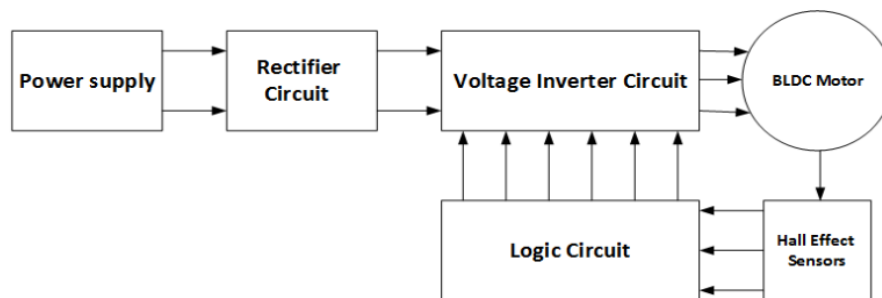 Power supply
Rectifier
Circuit
Voltage Inverter Circuit
BLDC Motor
Logic Circuit
Hall Effect
Sensors